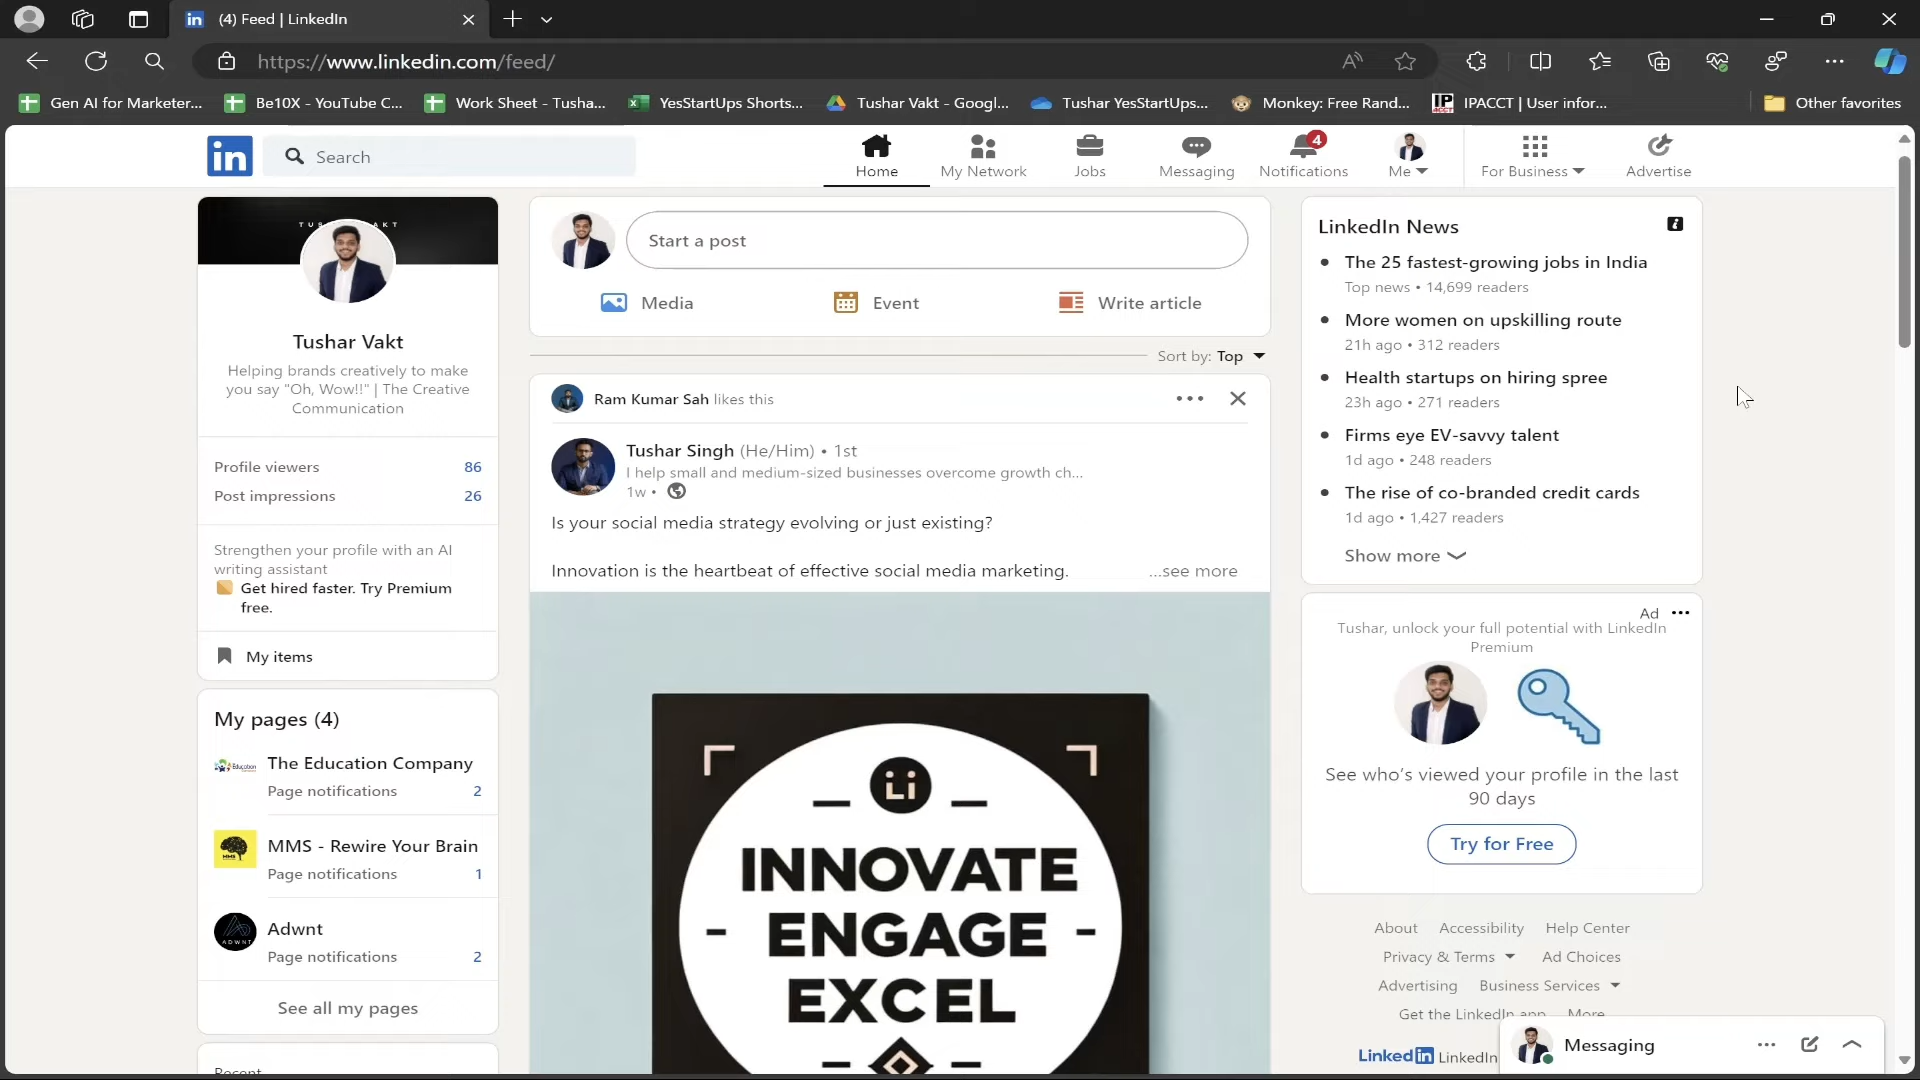 (4) Feed | LinkedIn
https://www.linkedin.com/feed/
Gen AI for Marketer...
Be10X - YouTube C...
Work Sheet - Tusha...
YesStartUps Shorts...
Tushar Vakt - Googl...
Tushar YesStartUps...
Monkey: Free Rand...
IPACCT | User infor...
Other favorites
in
Search
Home
My Network
Jobs
Messaging
4
Notifications
Me
For Business
Advertise
Tushar Vakt
Helping brands creatively to make
you say "Oh, Wow!!" | The Creative
Communication
Profile viewers 86
Post impressions 26
Strengthen your profile with an AI
writing assistant
Get hired faster. Try Premium
free.
My items
My pages (4)
The Education Company
Page notifications 2
MMS - Rewire Your Brain
Page notifications 1
Adwnt
Page notifications 2
See all my pages
Recent
Start a post
Media
Event
Write article
Sort by: Top
Ram Kumar Sah likes this
Tushar Singh (He/Him) • 1st
I help small and medium-sized businesses overcome growth ch...
1w •
Is your social media strategy evolving or just existing?
Innovation is the heartbeat of effective social media marketing. ...see more
Li
INNOVATE
- ENGAGE -
EXCEL
LinkedIn News
The 25 fastest-growing jobs in India
Top news • 14,699 readers
More women on upskilling route
21h ago • 312 readers
Health startups on hiring spree
23h ago • 271 readers
Firms eye EV-savvy talent
1d ago • 248 readers
The rise of co-branded credit cards
1d ago • 1,427 readers
Show more
Ad
Tushar, unlock your full potential with LinkedIn
Premium
See who's viewed your profile in the last
90 days
Try for Free
About Accessibility Help Center
Privacy & Terms Ad Choices
Advertising Business Services
Get the LinkedIn app More
LinkedIn LinkedIn
Messaging